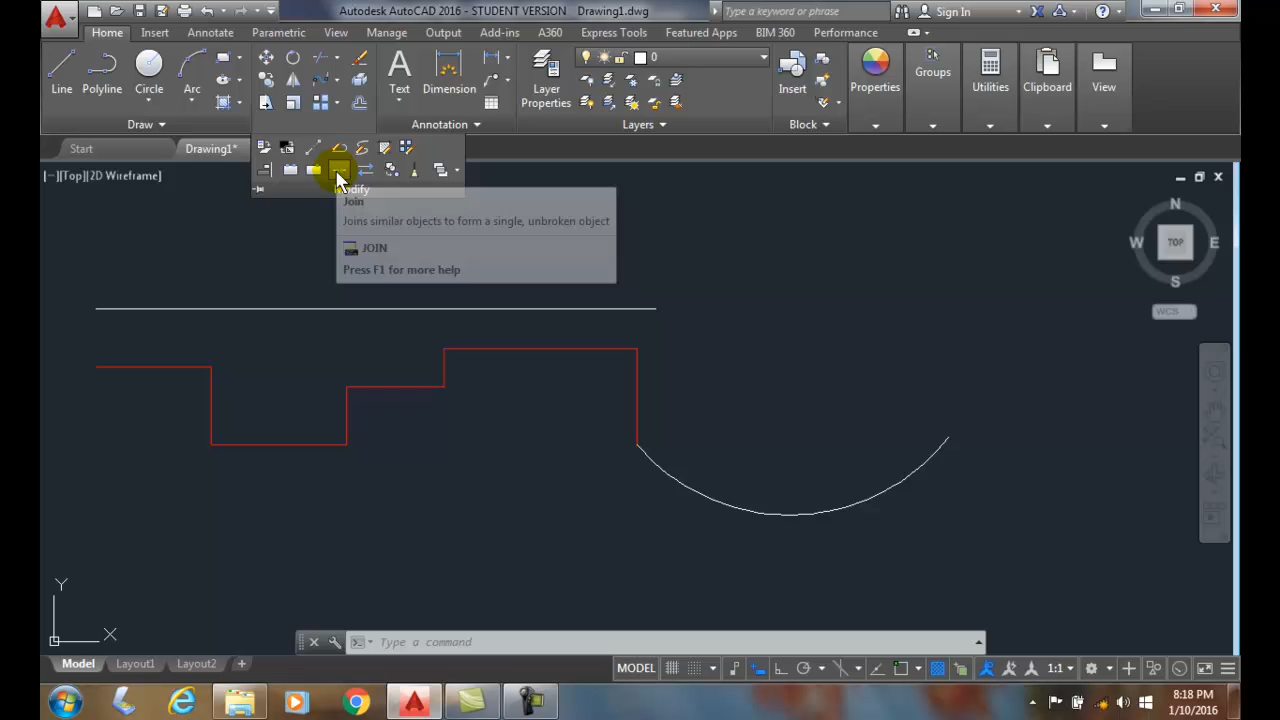 Autodesk AutoCAD 2016 - STUDENT VERSION Drawing1.dwg
Type a keyword or phrase
Sign In
Home Insert Annotate Parametric View Manage Output Add-ins A360 Express Tools Featured Apps BIM 360 Performance
0
Line Polyline Circle Arc
Text Dimension
Layer
Properties
Insert
Properties
Groups
Utilities
Clipboard
View
Draw
Annotation
Layers
Block
Start
Drawing1*
[−][Top][2D Wireframe]
Modify
Join
Joins similar objects to form a single, unbroken object
JOIN
Press F1 for more help
N
W TOP E
S
WCS
Y
X
Type a command
Model Layout1 Layout2 +
MODEL
1:1
8:18 PM
1/10/2016